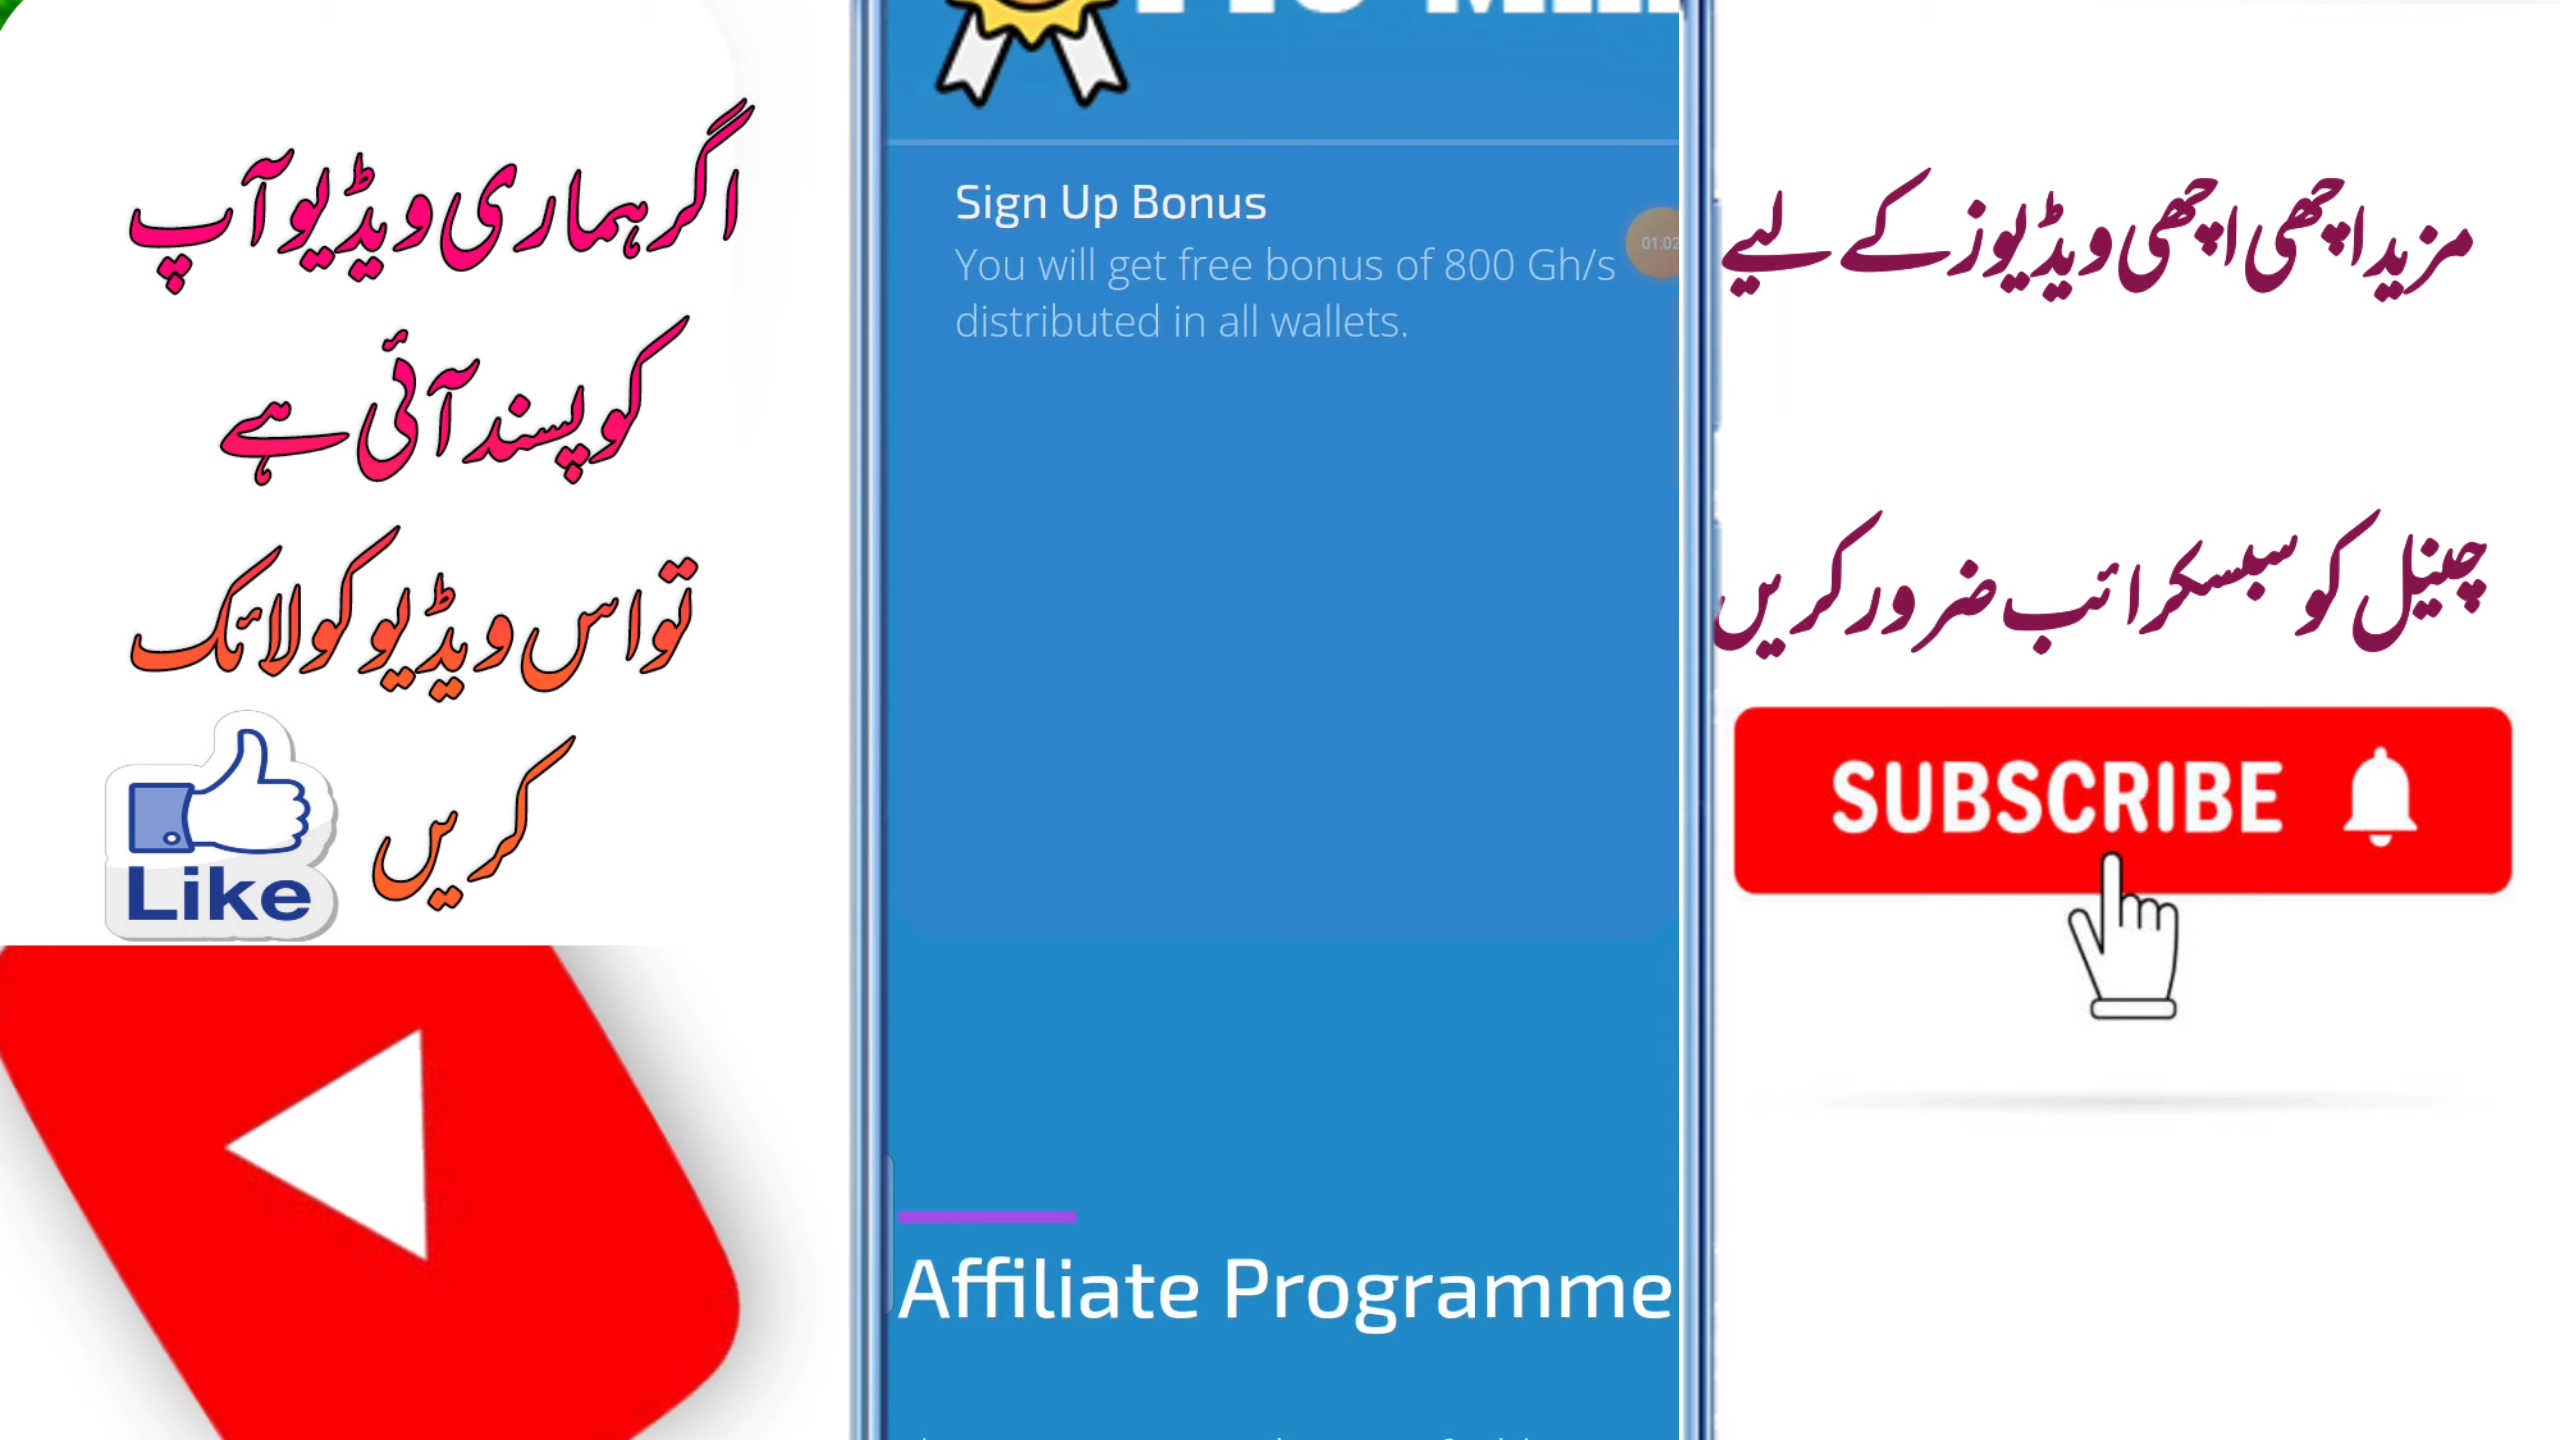 اگر ہماری ویڈیو آپ
کو پسند آئی ہے
تو اس ویڈیو کو لائک
کریں
Like
Sign Up Bonus
You will get free bonus of 800 Gh/s
distributed in all wallets.
01:02
Affiliate Programme
مزید اچھی اچھی ویڈیوز کے لیے
چینل کو سبسکرائب ضرور کریں
SUBSCRIBE